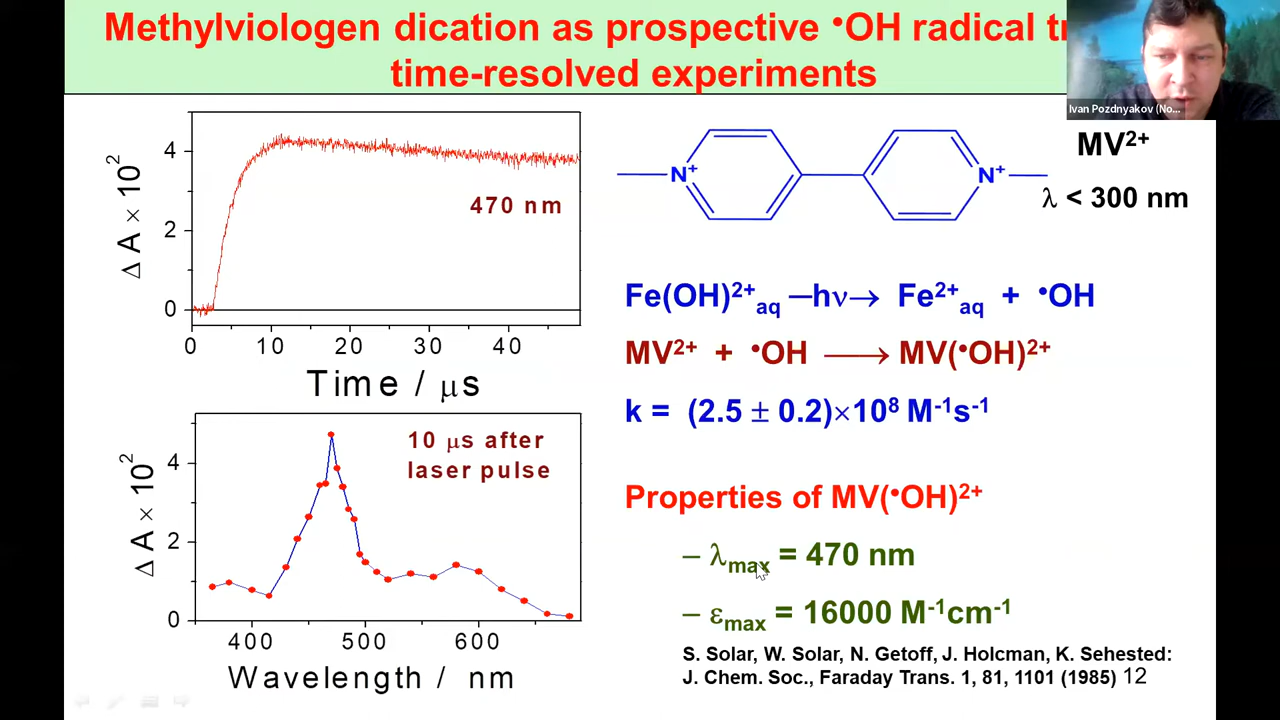 Methylviologen dication as prospective •OH radical
time-resolved experiments
Ivan Pozdnyakov (No...
4
2
0
Δ A × 10²
470 nm
0 10 20 30 40
Time / μs
4
2
0
Δ A × 10²
10 μs after
laser pulse
400 500 600
Wavelength / nm
N⁺ N⁺
MV²⁺
λ < 300 nm
Fe(OH)²⁺aq —hν→ Fe²⁺aq + •OH
MV²⁺ + •OH ⟶ MV(•OH)²⁺
k = (2.5 ± 0.2)×10⁸ M⁻¹s⁻¹
Properties of MV(•OH)²⁺
– λmax = 470 nm
– εmax = 16000 M⁻¹cm⁻¹
S. Solar, W. Solar, N. Getoff, J. Holcman, K. Sehested:
J. Chem. Soc., Faraday Trans. 1, 81, 1101 (1985) 12